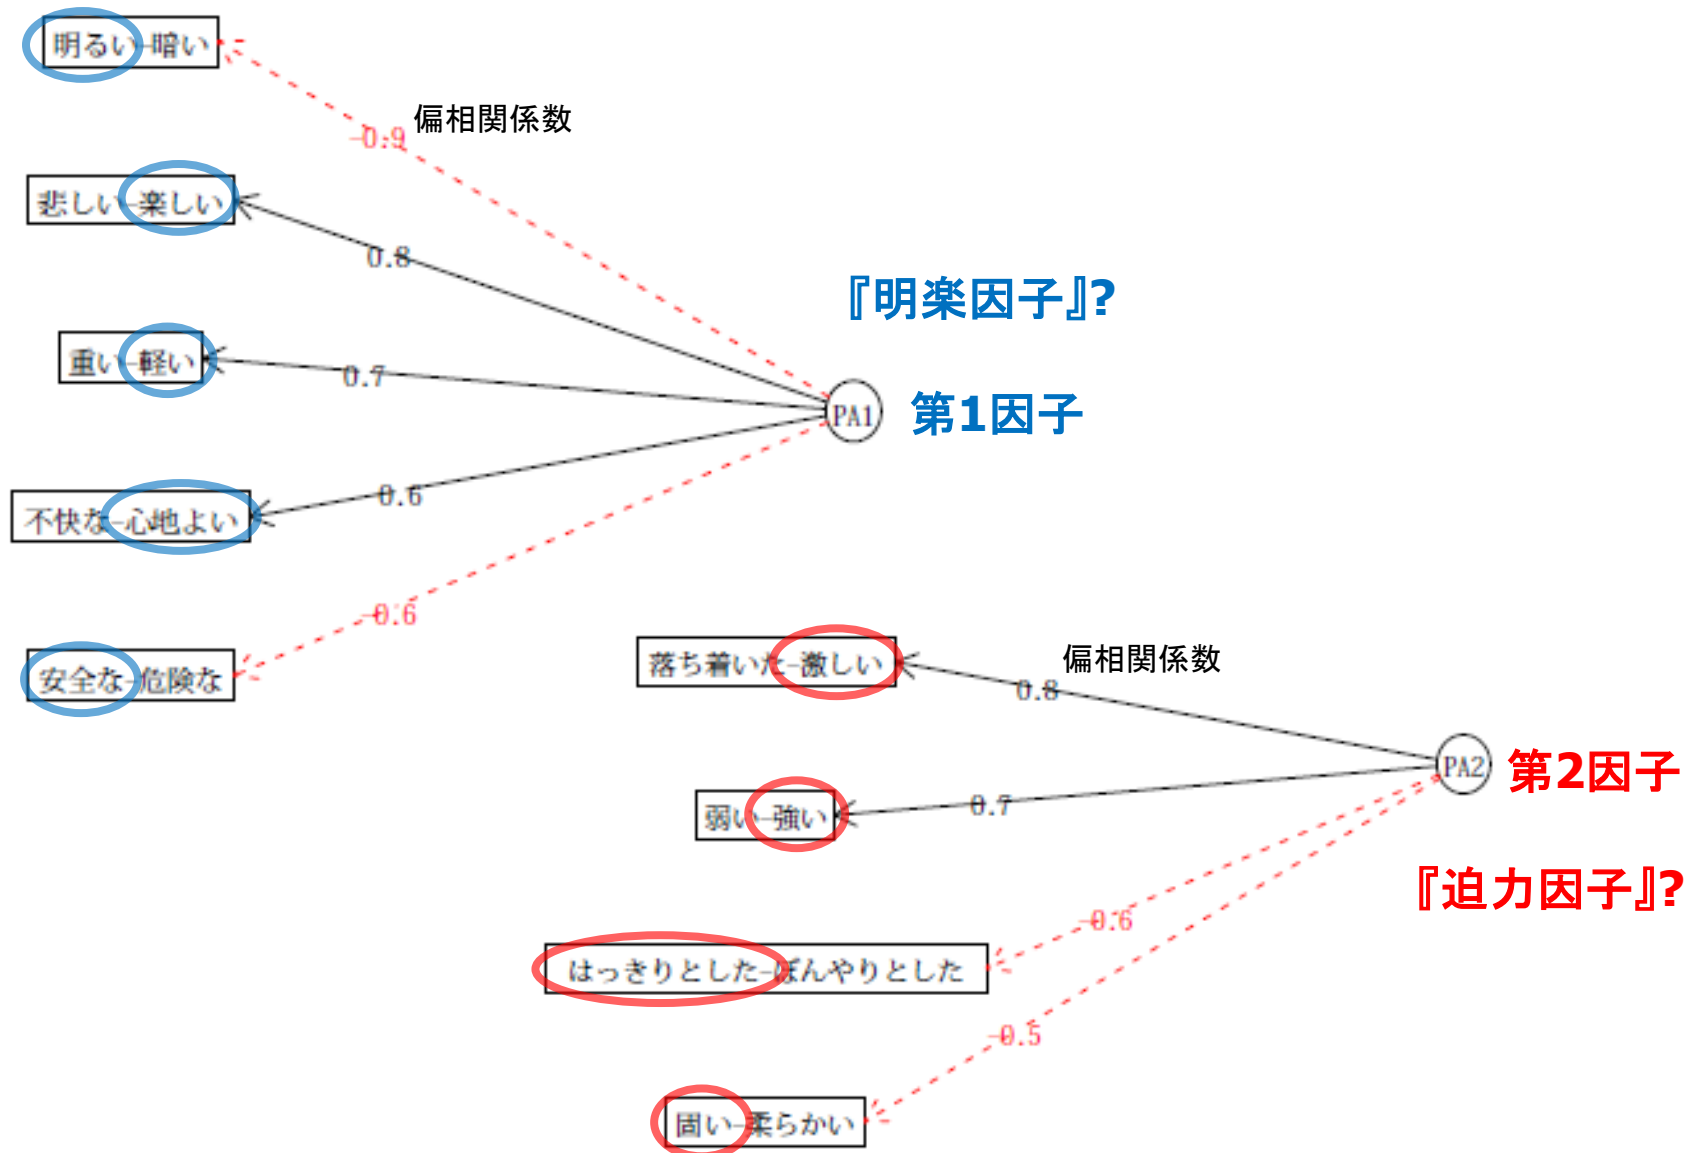 明るい-暗い
偏相関係数
-0.9
悲しい-楽しい
0.8
『明楽因子』?
重い-軽い
0.7
PA1
第1因子
不快な-心地よい
0.6
-0.6
安全な-危険な
落ち着いた-激しい
偏相関係数
0.8
PA2
第2因子
弱い-強い
0.7
『迫力因子』?
-0.6
はっきりとした-ぼんやりとした
-0.5
固い-柔らかい